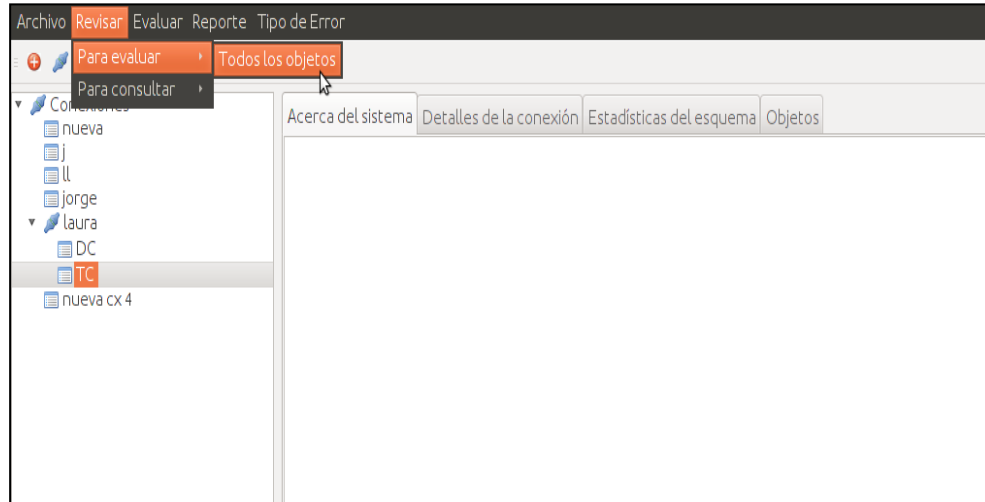 Archivo Revisar Evaluar Reporte Tipo de Error
Para evaluar Todos los objetos
Para consultar
Conexiones
Acerca del sistema Detalles de la conexión Estadísticas del esquema Objetos
nueva
j
ll
jorge
laura
DC
TC
nueva cx 4